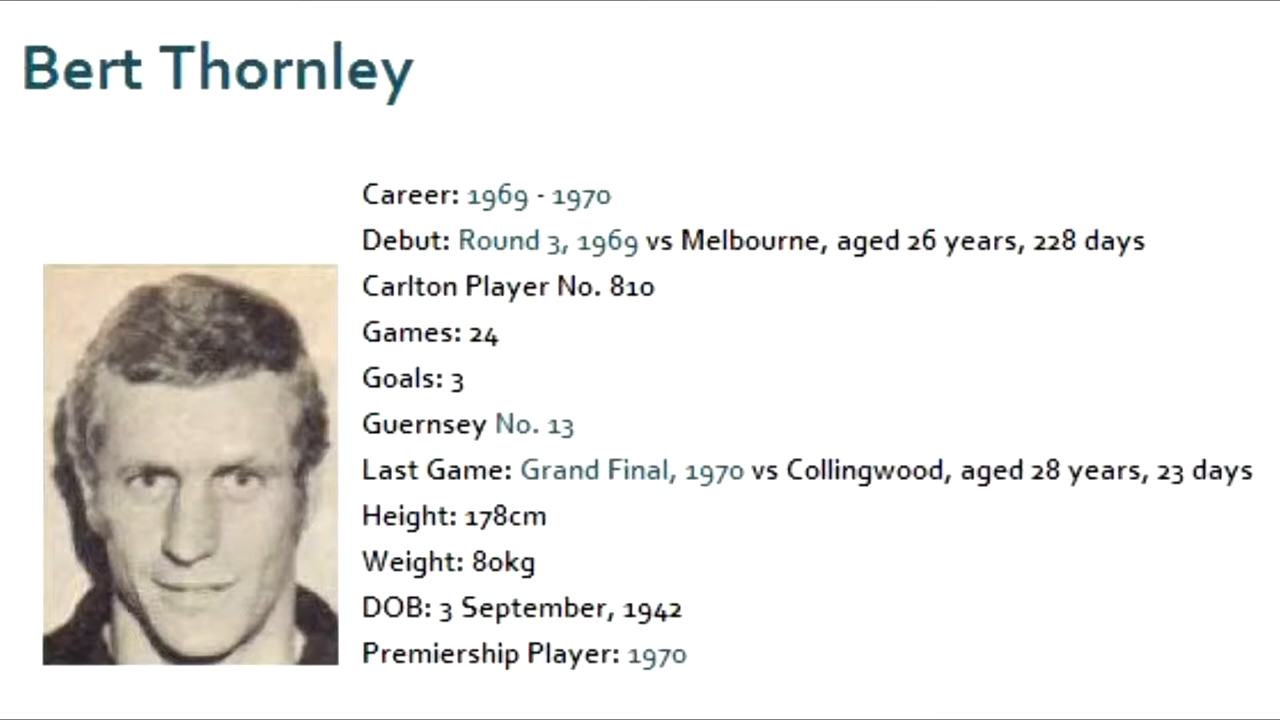 Bert Thornley
Career: 1969 - 1970
Debut: Round 3, 1969 vs Melbourne, aged 26 years, 228 days
Carlton Player No. 810
Games: 24
Goals: 3
Guernsey No. 13
Last Game: Grand Final, 1970 vs Collingwood, aged 28 years, 23 days
Height: 178cm
Weight: 80kg
DOB: 3 September, 1942
Premiership Player: 1970